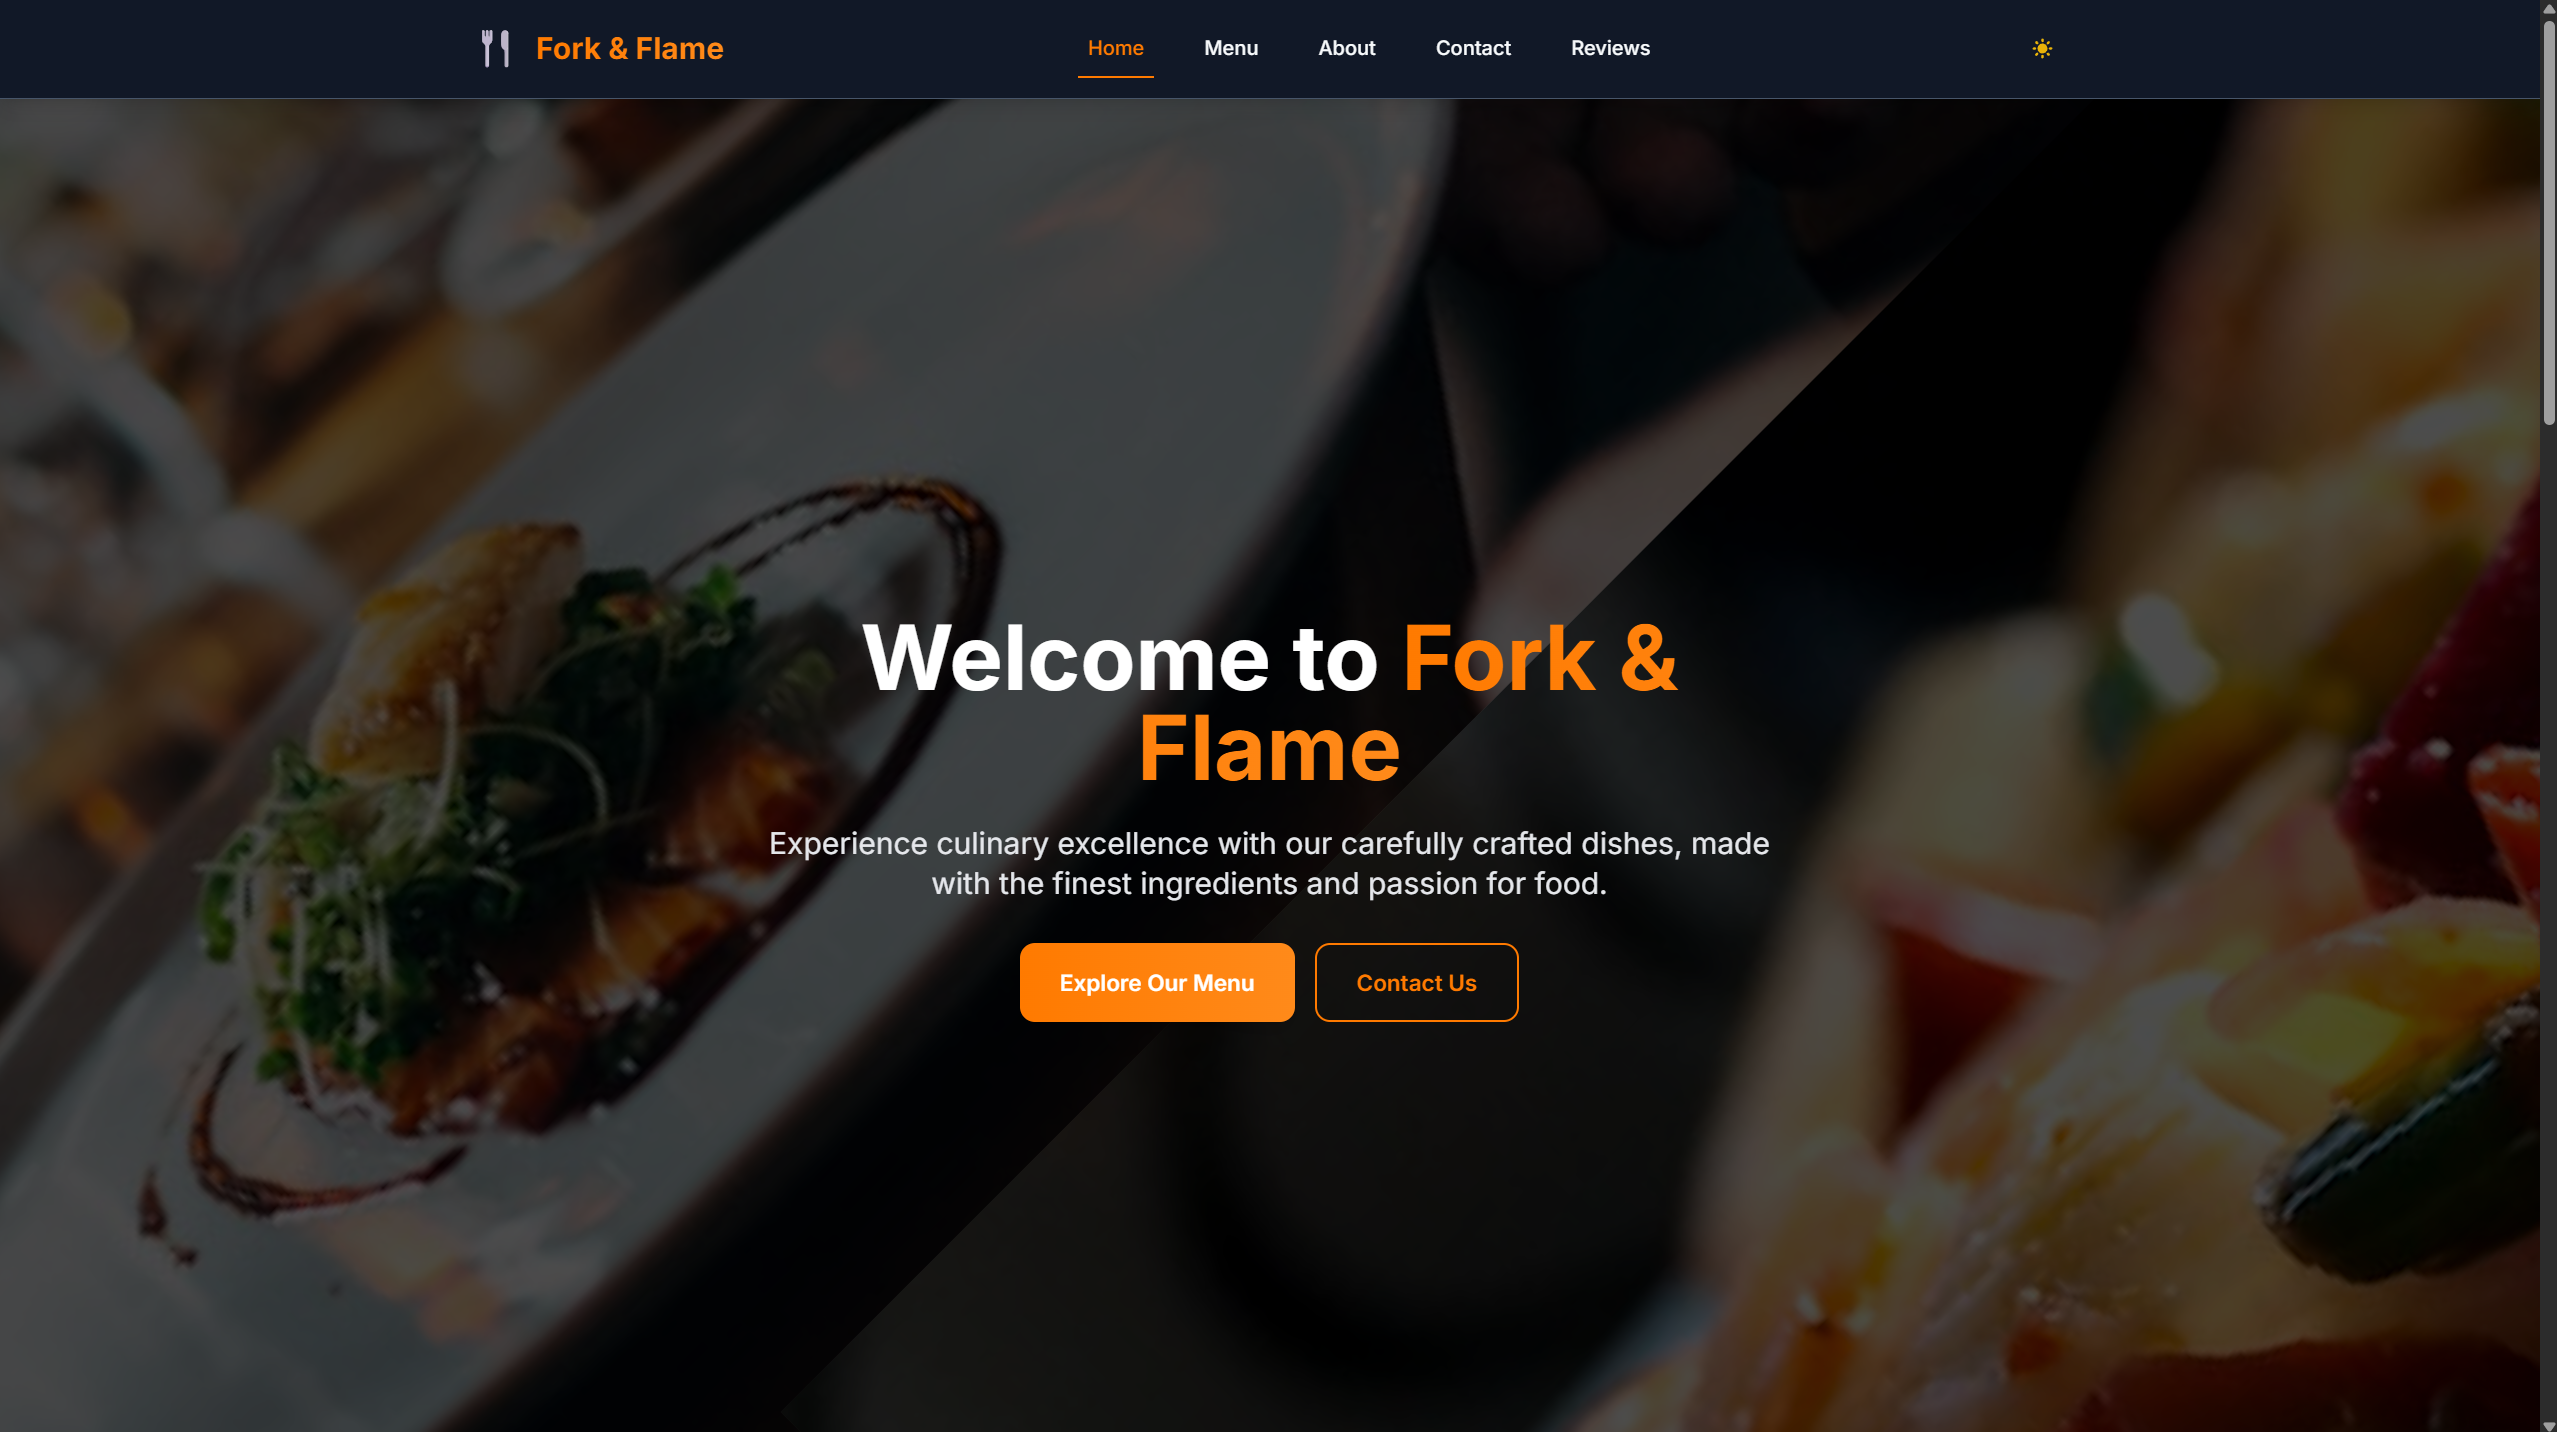 Fork & Flame
Home
Menu
About
Contact
Reviews
Welcome to Fork &
Flame
Experience culinary excellence with our carefully crafted dishes, made
with the finest ingredients and passion for food.
Explore Our Menu
Contact Us